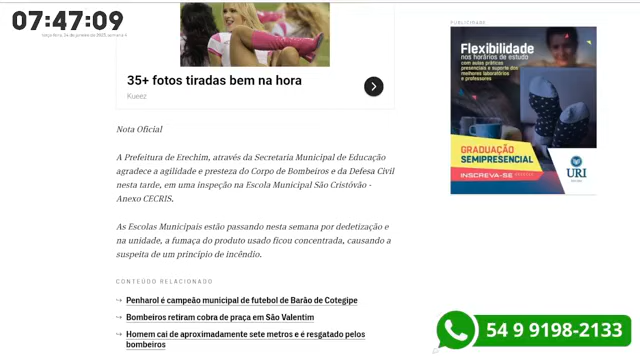 07:47:09
35+ fotos tiradas bem na hora
Kueez
Nota Oficial
A Prefeitura de Erechim, através da Secretaria Municipal de Educação
agradece a agilidade e presteza do Corpo de Bombeiros e da Defesa Civil
nesta tarde, em uma inspeção na Escola Municipal São Cristóvão -
Anexo CECRIS.
As Escolas Municipais estão passando nesta semana por dedetização e
na unidade, a fumaça do produto usado ficou concentrada, causando a
suspeita de um princípio de incêndio.
CONTEÚDO RELACIONADO
Penharol é campeão municipal de futebol de Barão de Cotegipe
Bombeiros retiram cobra de praça em São Valentim
Homem cai de aproximadamente sete metros e é resgatado pelos
bombeiros
PUBLICIDADE
Flexibilidade
nos horários de estudo
com aulas práticas
presenciais e suporte dos
melhores laboratórios
e professores
GRADUAÇÃO
SEMIPRESENCIAL
INSCREVA-SE
URI
54 9 9198-2133